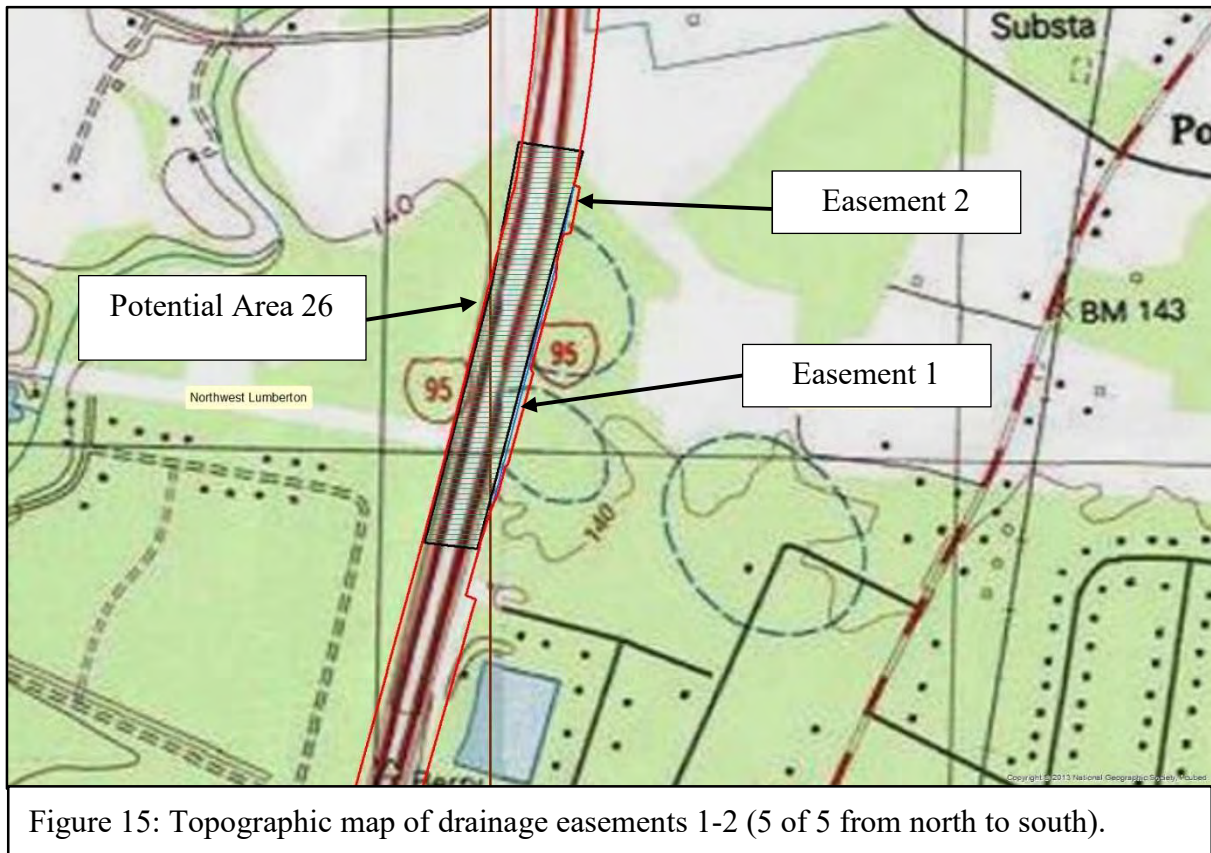 Substa
Po
140
Easement 2
Potential Area 26
BM 143
95
95
Easement 1
Northwest Lumberton
140
Copyright © 2013 National Geographic Society, i-cubed
Figure 15: Topographic map of drainage easements 1-2 (5 of 5 from north to south).